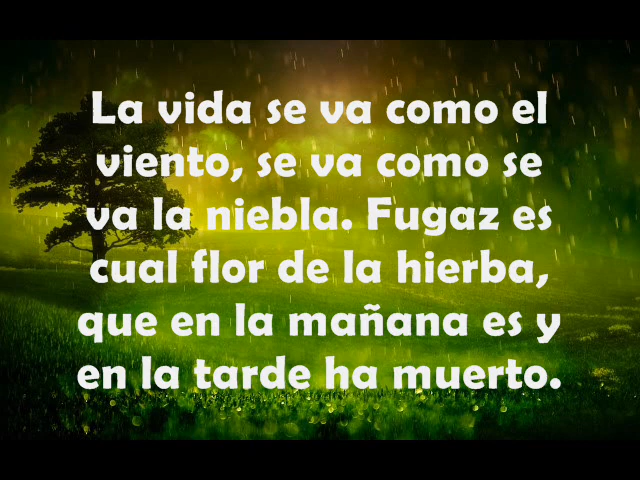 La vida se va como el
viento, se va como se
va la niebla. Fugaz es
cual flor de la hierba,
que en la mañana es y
en la tarde ha muerto.